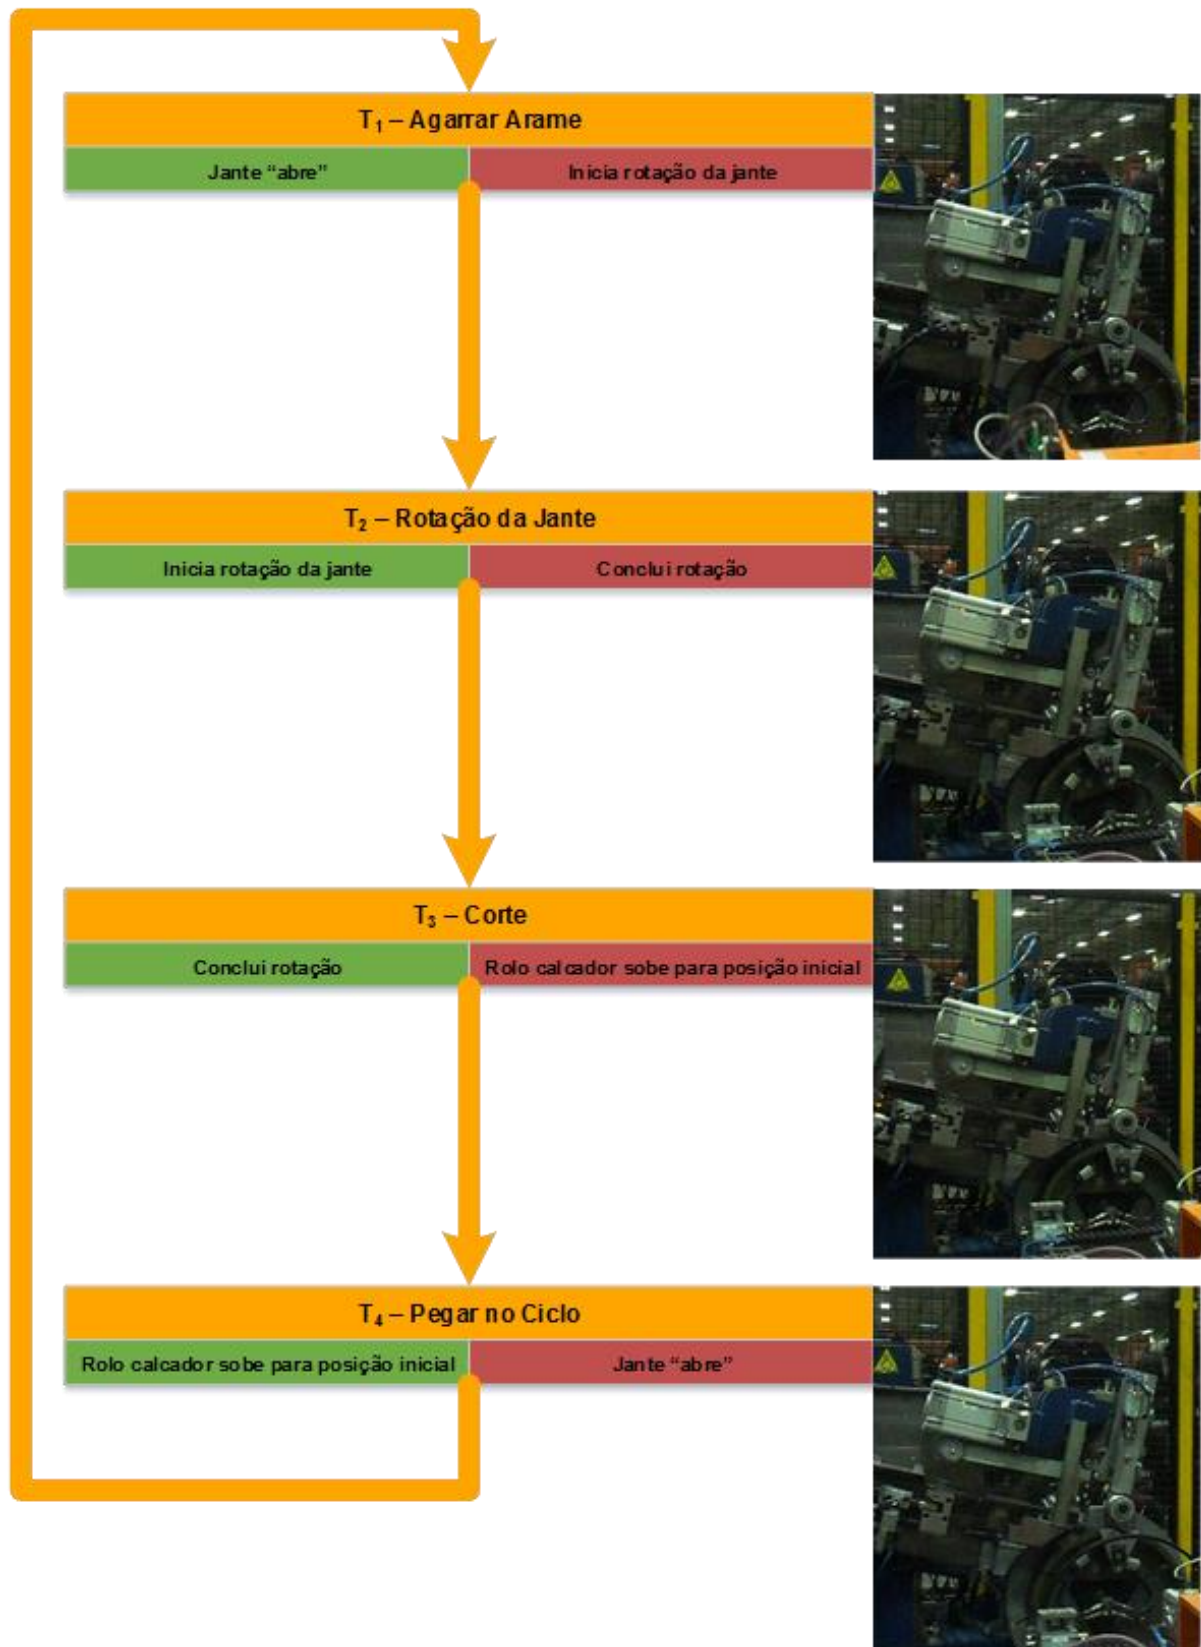 T₁ – Agarrar Arame
Jante “abre”
Inicia rotação da jante
T₂ – Rotação da Jante
Inicia rotação da jante
Conclui rotação
T₃ – Corte
Conclui rotação
Rolo calcador sobe para posição inicial
T₄ – Pegar no Ciclo
Rolo calcador sobe para posição inicial
Jante “abre”